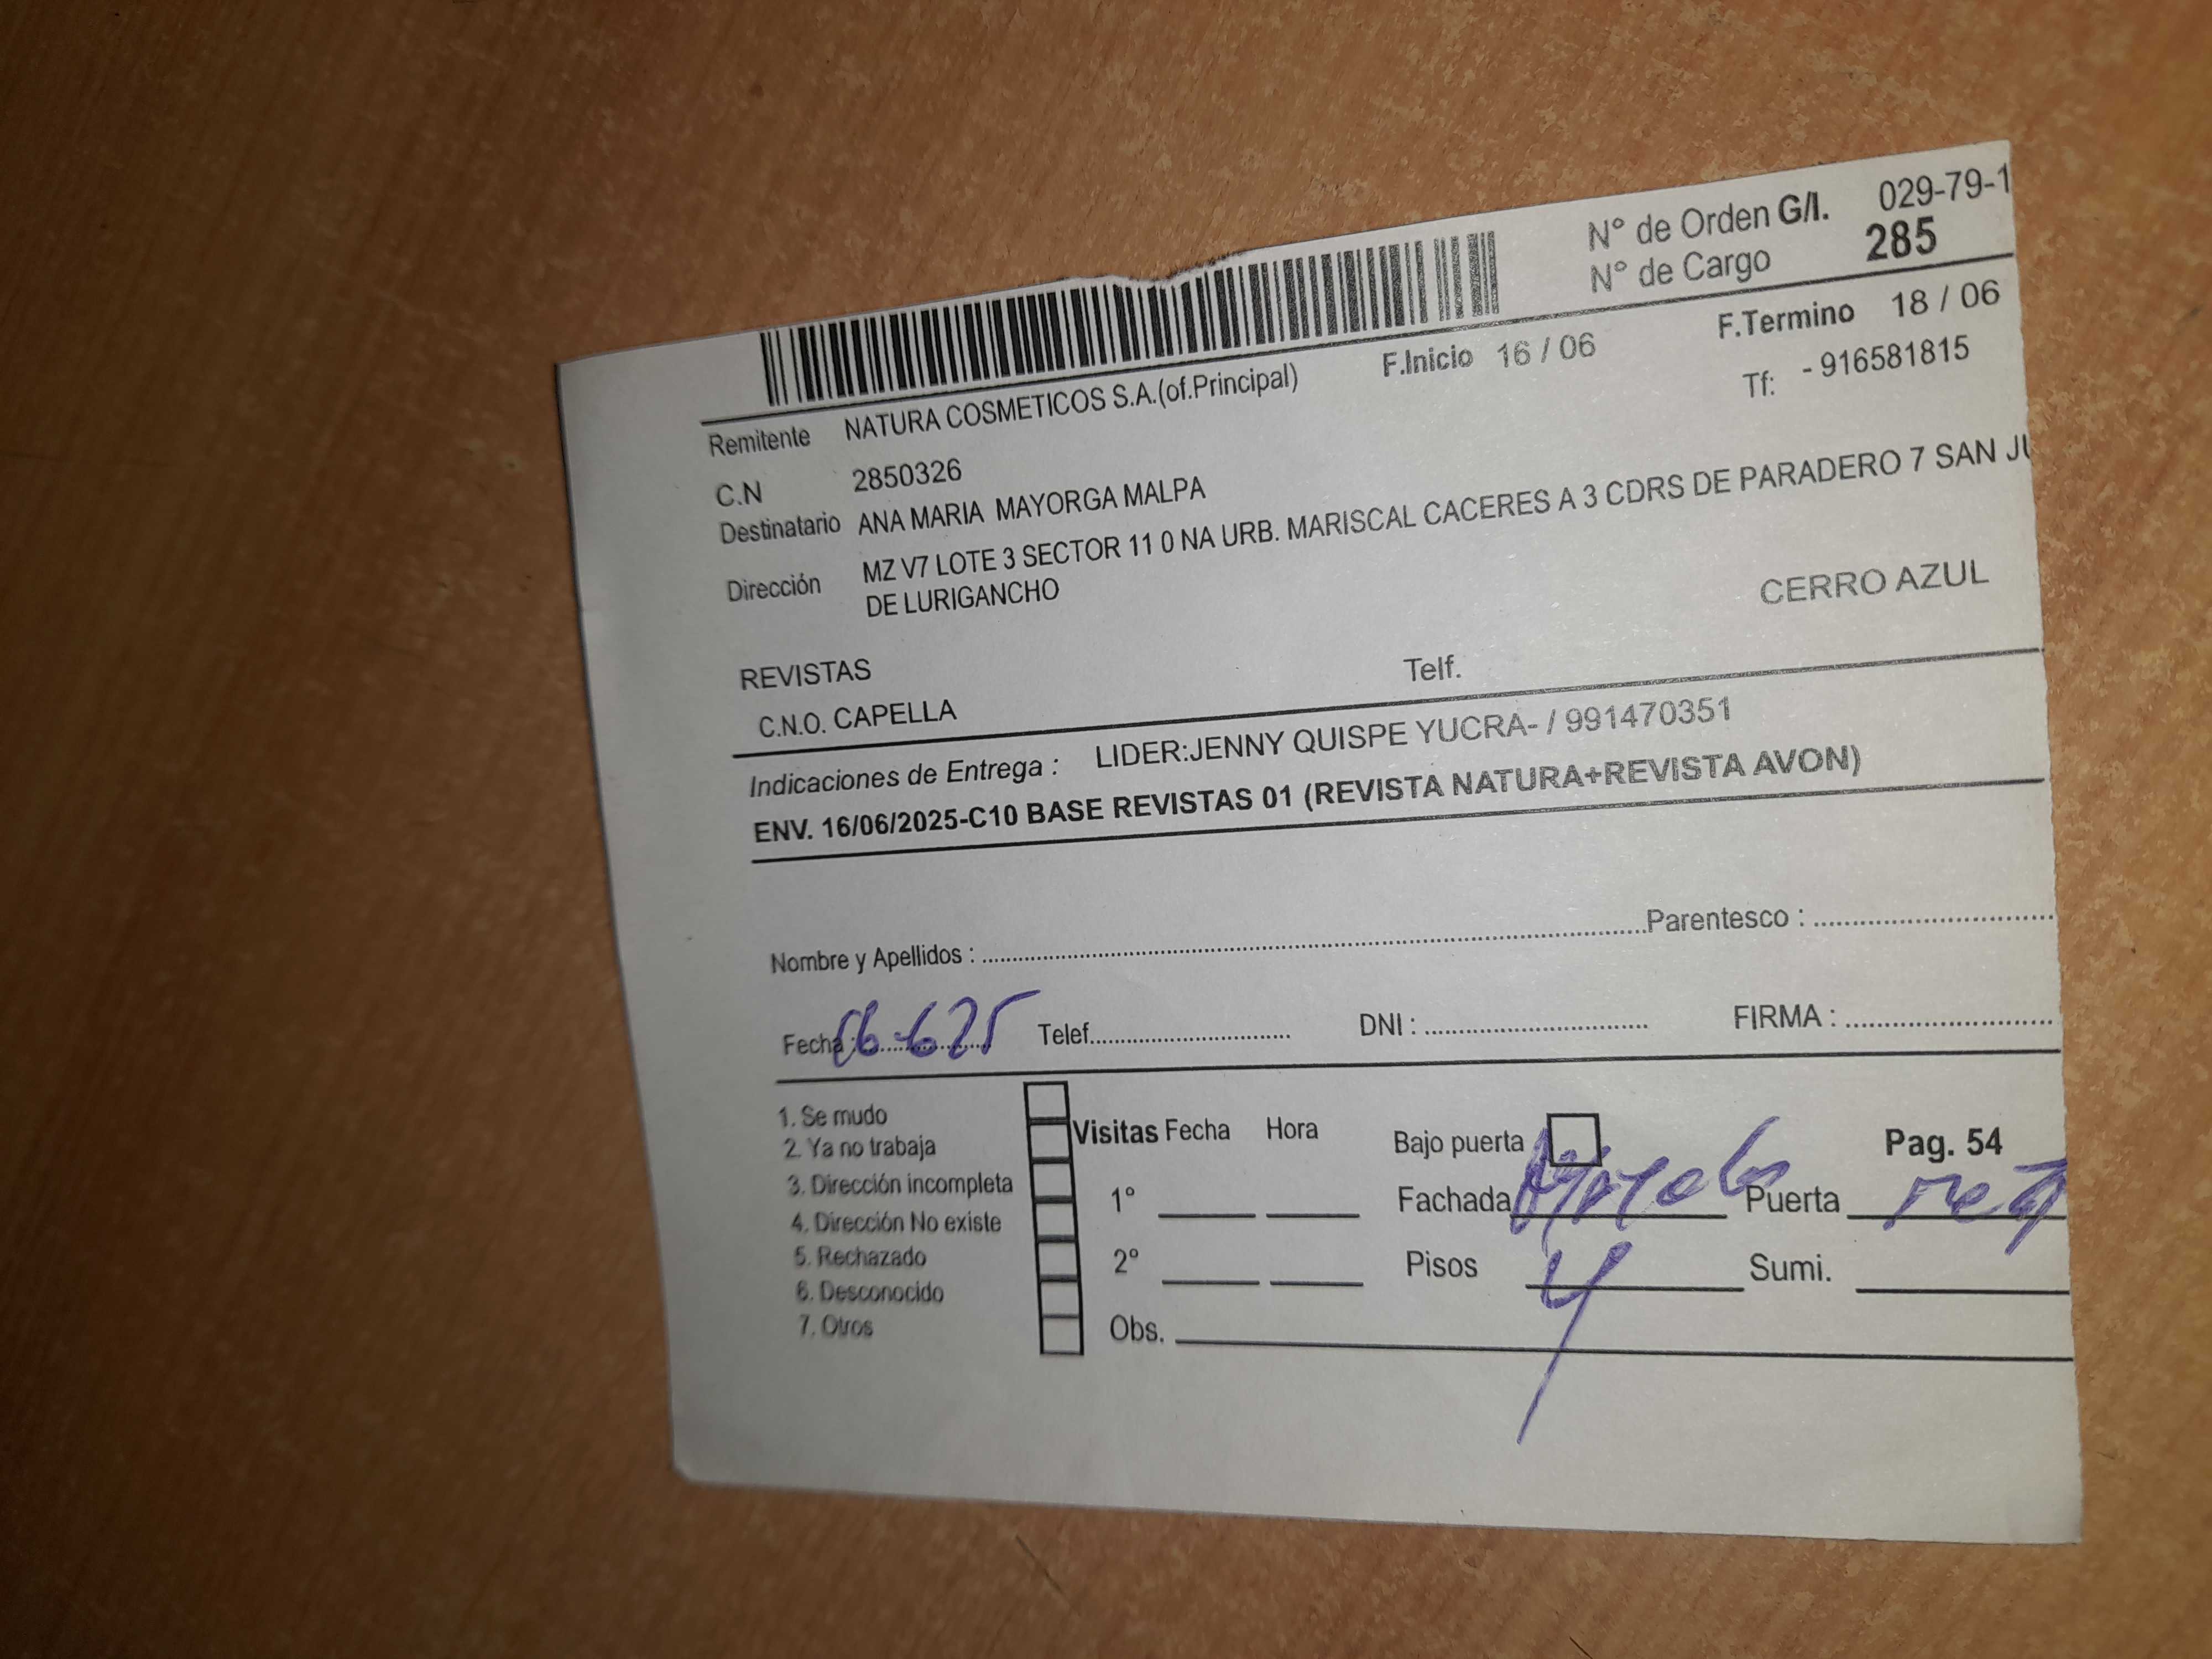 N° de Orden G/I. 029-79-1
N° de Cargo 285
F.Inicio 16 / 06 F.Termino 18 / 06
Remitente NATURA COSMETICOS S.A.(of.Principal) Tf: - 916581815
C.N 2850326
Destinatario ANA MARIA MAYORGA MALPA
Dirección MZ V7 LOTE 3 SECTOR 11 0 NA URB. MARISCAL CACERES A 3 CDRS DE PARADERO 7 SAN JU
DE LURIGANCHO
CERRO AZUL
REVISTAS Telf.
C.N.O. CAPELLA
Indicaciones de Entrega : LIDER:JENNY QUISPE YUCRA- / 991470351
ENV. 16/06/2025-C10 BASE REVISTAS 01 (REVISTA NATURA+REVISTA AVON)
Nombre y Apellidos : Parentesco :
Fecha : Telef. DNI : FIRMA :
1. Se mudo
2. Ya no trabaja
3. Dirección incompleta
4. Dirección No existe
5. Rechazado
6. Desconocido
7. Otros
Visitas Fecha Hora
1°
2°
Obs.
Bajo puerta Pag. 54
Fachada Puerta
Pisos 4 Sumi.